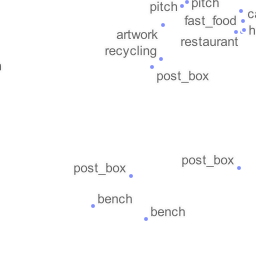 pitch
pitch
fast_food
artwork
restaurant
recycling
post_box
post_box
post_box
bench
bench